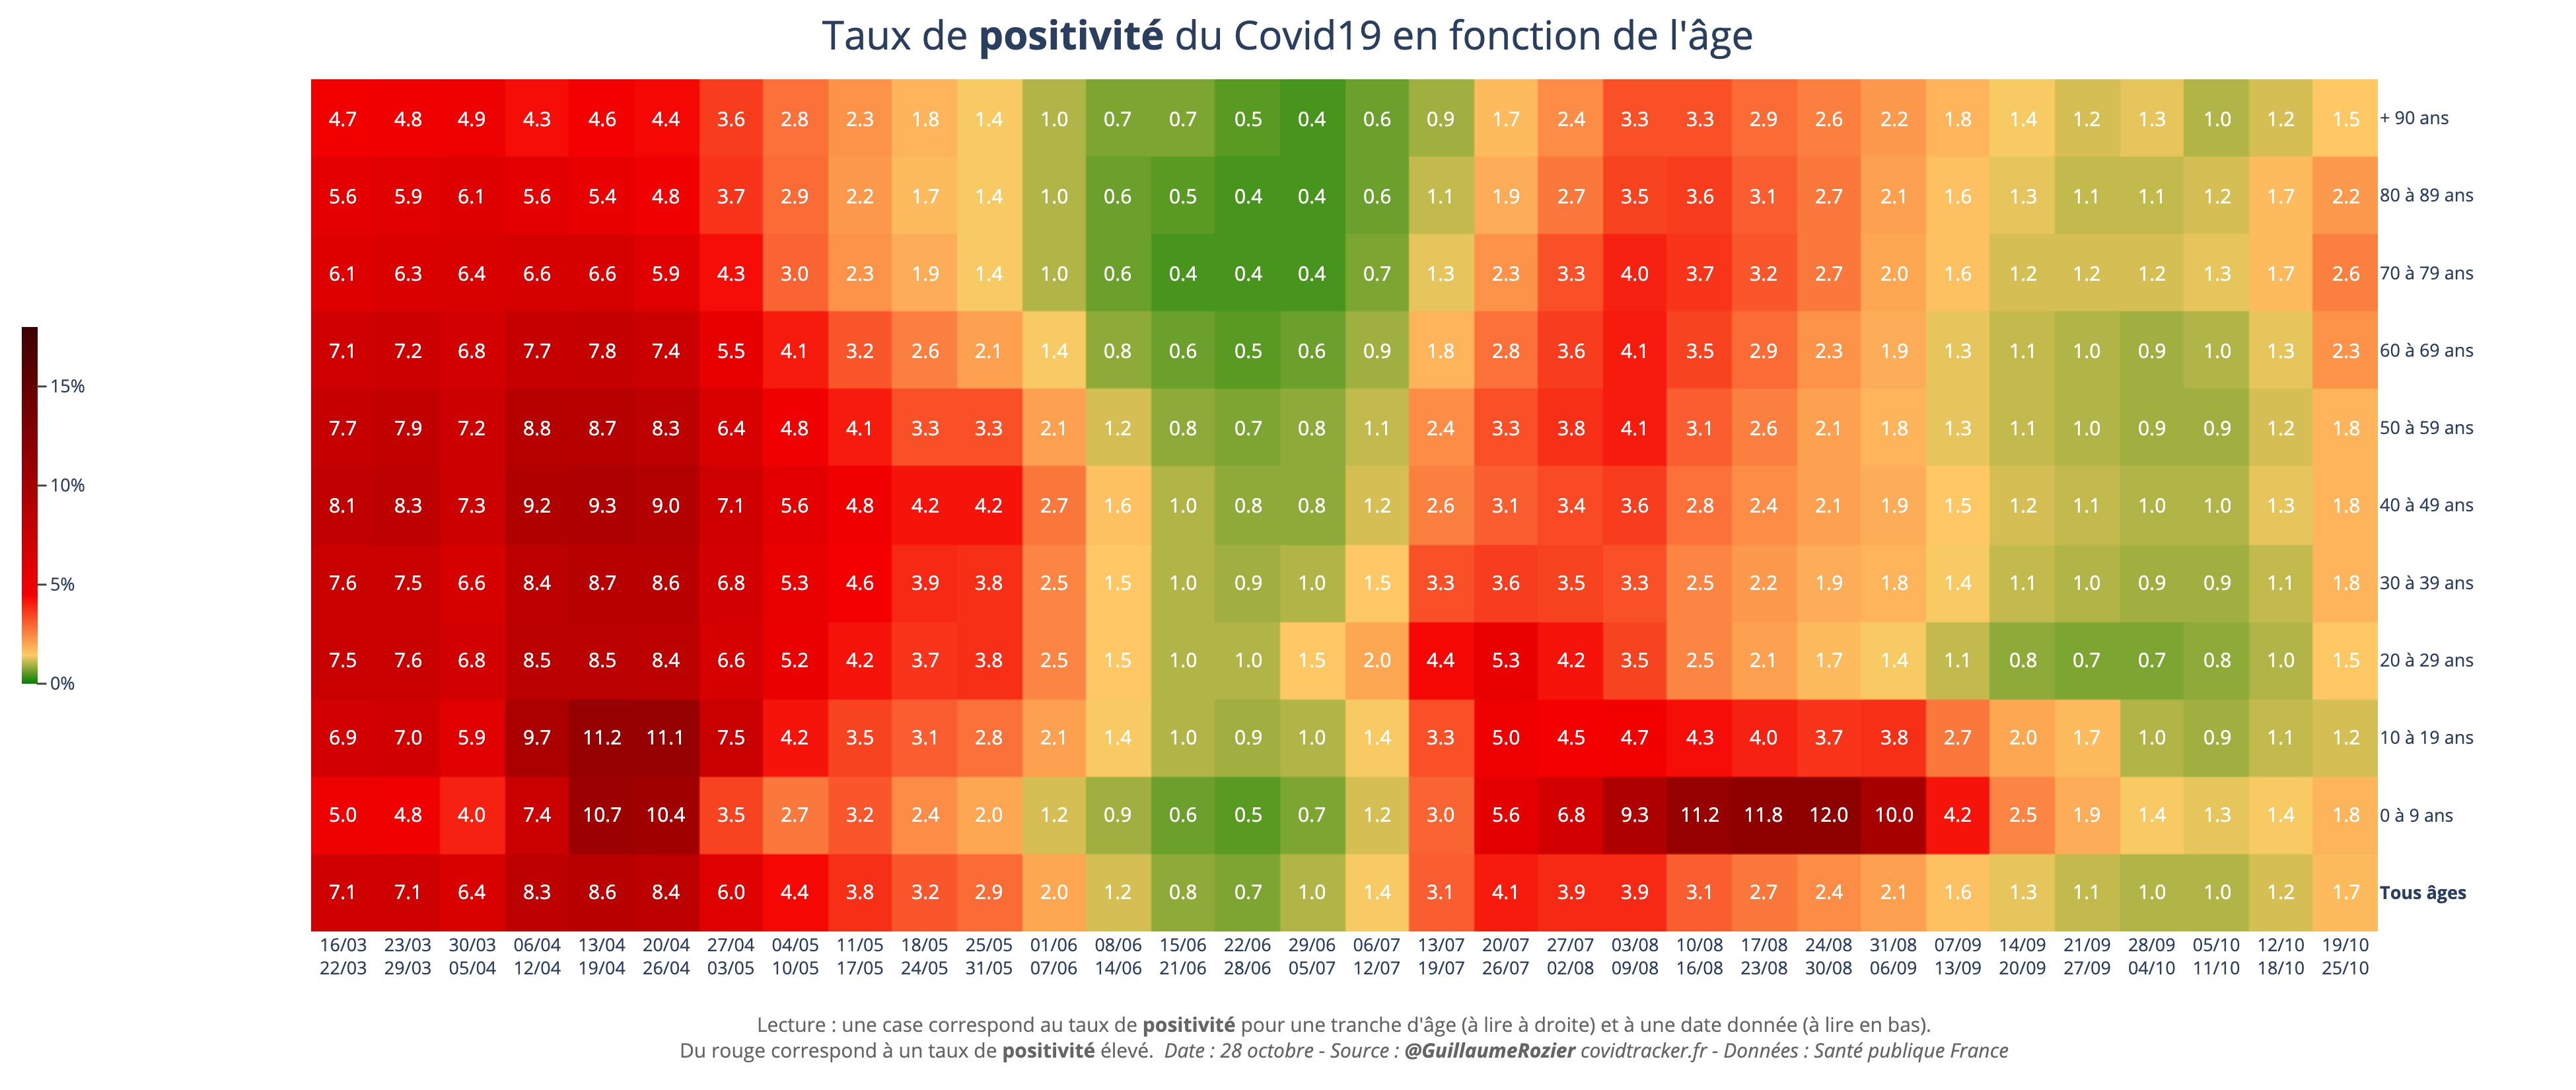 Taux de positivité du Covid19 en fonction de l'âge
4.7 4.8 4.9 4.3 4.6 4.4 3.6 2.8 2.3 1.8 1.4 1.0 0.7 0.7 0.5 0.4 0.6 0.9 1.7 2.4 3.3 3.3 2.9 2.6 2.2 1.8 1.4 1.2 1.3 1.0 1.2 1.5 + 90 ans
5.6 5.9 6.1 5.6 5.4 4.8 3.7 2.9 2.2 1.7 1.4 1.0 0.6 0.5 0.4 0.4 0.6 1.1 1.9 2.7 3.5 3.6 3.1 2.7 2.1 1.6 1.3 1.1 1.1 1.2 1.7 2.2 80 à 89 ans
6.1 6.3 6.4 6.6 6.6 5.9 4.3 3.0 2.3 1.9 1.4 1.0 0.6 0.4 0.4 0.4 0.7 1.3 2.3 3.3 4.0 3.7 3.2 2.7 2.0 1.6 1.2 1.2 1.2 1.3 1.7 2.6 70 à 79 ans
7.1 7.2 6.8 7.7 7.8 7.4 5.5 4.1 3.2 2.6 2.1 1.4 0.8 0.6 0.5 0.6 0.9 1.8 2.8 3.6 4.1 3.5 2.9 2.3 1.9 1.3 1.1 1.0 0.9 1.0 1.3 2.3 60 à 69 ans
15%
7.7 7.9 7.2 8.8 8.7 8.3 6.4 4.8 4.1 3.3 3.3 2.1 1.2 0.8 0.7 0.8 1.1 2.4 3.3 3.8 4.1 3.1 2.6 2.1 1.8 1.3 1.1 1.0 0.9 0.9 1.2 1.8 50 à 59 ans
10%
8.1 8.3 7.3 9.2 9.3 9.0 7.1 5.6 4.8 4.2 4.2 2.7 1.6 1.0 0.8 0.8 1.2 2.6 3.1 3.4 3.6 2.8 2.4 2.1 1.9 1.5 1.2 1.1 1.0 1.0 1.3 1.8 40 à 49 ans
5%
7.6 7.5 6.6 8.4 8.7 8.6 6.8 5.3 4.6 3.9 3.8 2.5 1.5 1.0 0.9 1.0 1.5 3.3 3.6 3.5 3.3 2.5 2.2 1.9 1.8 1.4 1.1 1.0 0.9 0.9 1.1 1.8 30 à 39 ans
7.5 7.6 6.8 8.5 8.5 8.4 6.6 5.2 4.2 3.7 3.8 2.5 1.5 1.0 1.0 1.5 2.0 4.4 5.3 4.2 3.5 2.5 2.1 1.7 1.4 1.1 0.8 0.7 0.7 0.8 1.0 1.5 20 à 29 ans
0%
6.9 7.0 5.9 9.7 11.2 11.1 7.5 4.2 3.5 3.1 2.8 2.1 1.4 1.0 0.9 1.0 1.4 3.3 5.0 4.5 4.7 4.3 4.0 3.7 3.8 2.7 2.0 1.7 1.0 0.9 1.1 1.2 10 à 19 ans
5.0 4.8 4.0 7.4 10.7 10.4 3.5 2.7 3.2 2.4 2.0 1.2 0.9 0.6 0.5 0.7 1.2 3.0 5.6 6.8 9.3 11.2 11.8 12.0 10.0 4.2 2.5 1.9 1.4 1.3 1.4 1.8 0 à 9 ans
7.1 7.1 6.4 8.3 8.6 8.4 6.0 4.4 3.8 3.2 2.9 2.0 1.2 0.8 0.7 1.0 1.4 3.1 4.1 3.9 3.9 3.1 2.7 2.4 2.1 1.6 1.3 1.1 1.0 1.0 1.2 1.7 Tous âges
16/03 23/03 30/03 06/04 13/04 20/04 27/04 04/05 11/05 18/05 25/05 01/06 08/06 15/06 22/06 29/06 06/07 13/07 20/07 27/07 03/08 10/08 17/08 24/08 31/08 07/09 14/09 21/09 28/09 05/10 12/10 19/10
22/03 29/03 05/04 12/04 19/04 26/04 03/05 10/05 17/05 24/05 31/05 07/06 14/06 21/06 28/06 05/07 12/07 19/07 26/07 02/08 09/08 16/08 23/08 30/08 06/09 13/09 20/09 27/09 04/10 11/10 18/10 25/10
Lecture : une case correspond au taux de positivité pour une tranche d'âge (à lire à droite) et à une date donnée (à lire en bas).
Du rouge correspond à un taux de positivité élevé. Date : 28 octobre - Source : @GuillaumeRozier covidtracker.fr - Données : Santé publique France